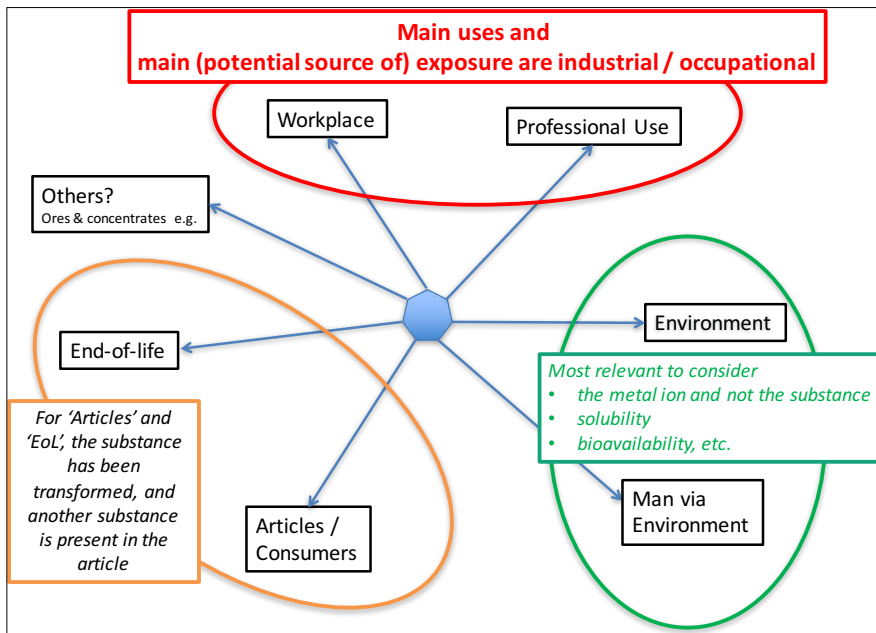 Main uses and
main (potential source of) exposure are industrial / occupational
Workplace
Professional Use
Others?
Ores & concentrates e.g.
End-of-life
Environment
Most relevant to consider
• the metal ion and not the substance
• solubility
• bioavailability, etc.
For ‘Articles’ and
‘EoL’, the substance
has been
transformed, and
another substance
is present in the
article
Articles /
Consumers
Man via
Environment